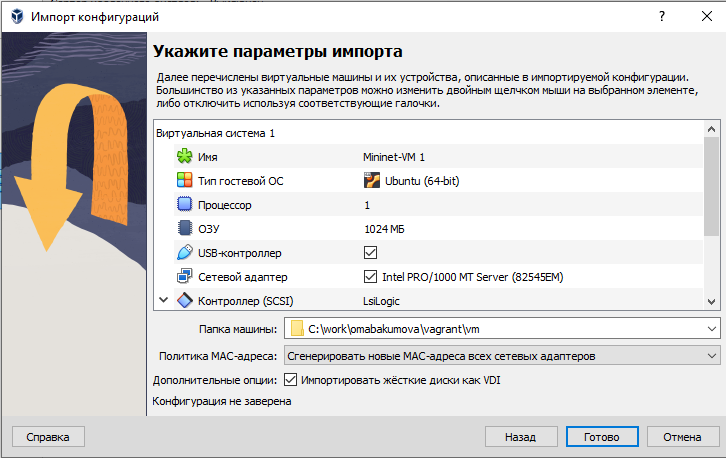 Импорт конфигураций
Укажите параметры импорта
Далее перечислены виртуальные машины и их устройства, описанные в импортируемой конфигурации.
Большинство из указанных параметров можно изменить двойным щелчком мыши на выбранном элементе,
либо отключить используя соответствующие галочки.
Виртуальная система 1
Имя Mininet-VM 1
Тип гостевой ОС Ubuntu (64-bit)
Процессор 1
ОЗУ 1024 МБ
USB-контроллер
Сетевой адаптер Intel PRO/1000 MT Server (82545EM)
Контроллер (SCSI) LsiLogic
Папка машины: C:\work\omabakumova\vagrant\vm
Политика MAC-адреса: Сгенерировать новые MAC-адреса всех сетевых адаптеров
Дополнительные опции: Импортировать жёсткие диски как VDI
Конфигурация не заверена
Справка Назад Готово Отмена